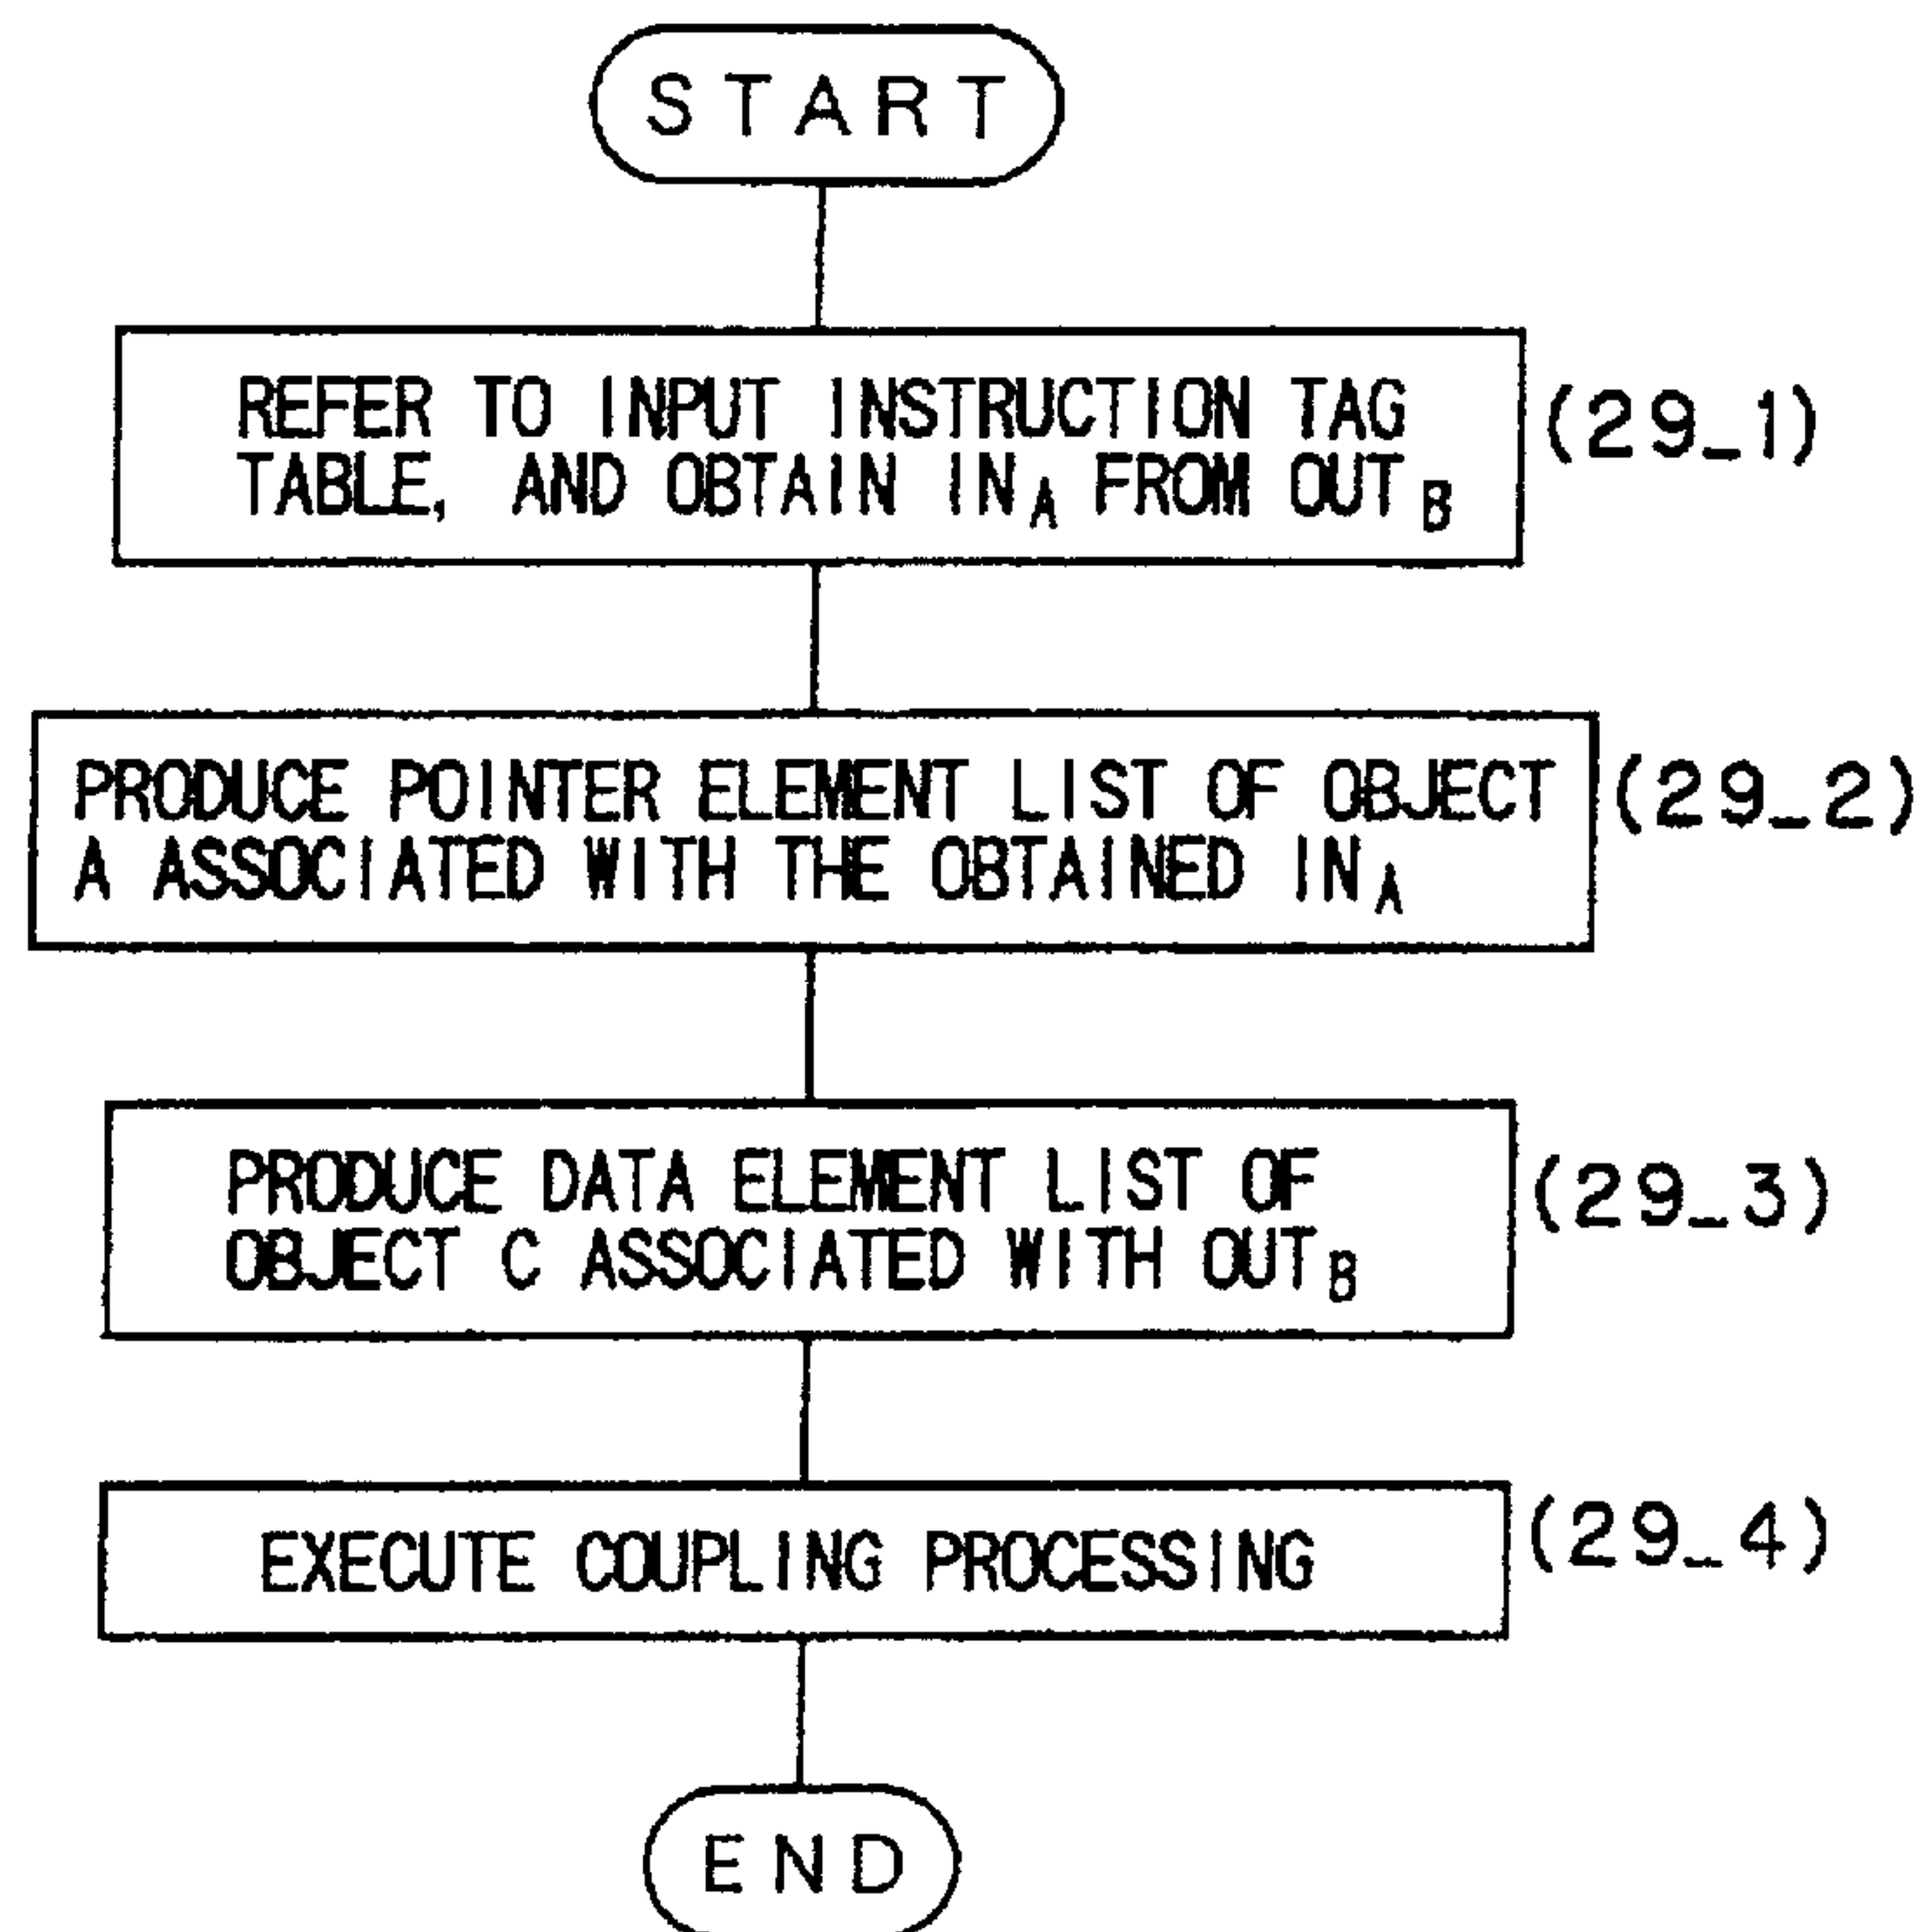 START
REFER TO INPUT INSTRUCTION TAG
TABLE, AND OBTAIN IN_A FROM OUT_B
(29_1)
PRODUCE POINTER ELEMENT LIST OF OBJECT
A ASSOCIATED WITH THE OBTAINED IN_A
(29_2)
PRODUCE DATA ELEMENT LIST OF
OBJECT C ASSOCIATED WITH OUT_B
(29_3)
EXECUTE COUPLING PROCESSING
(29_4)
END